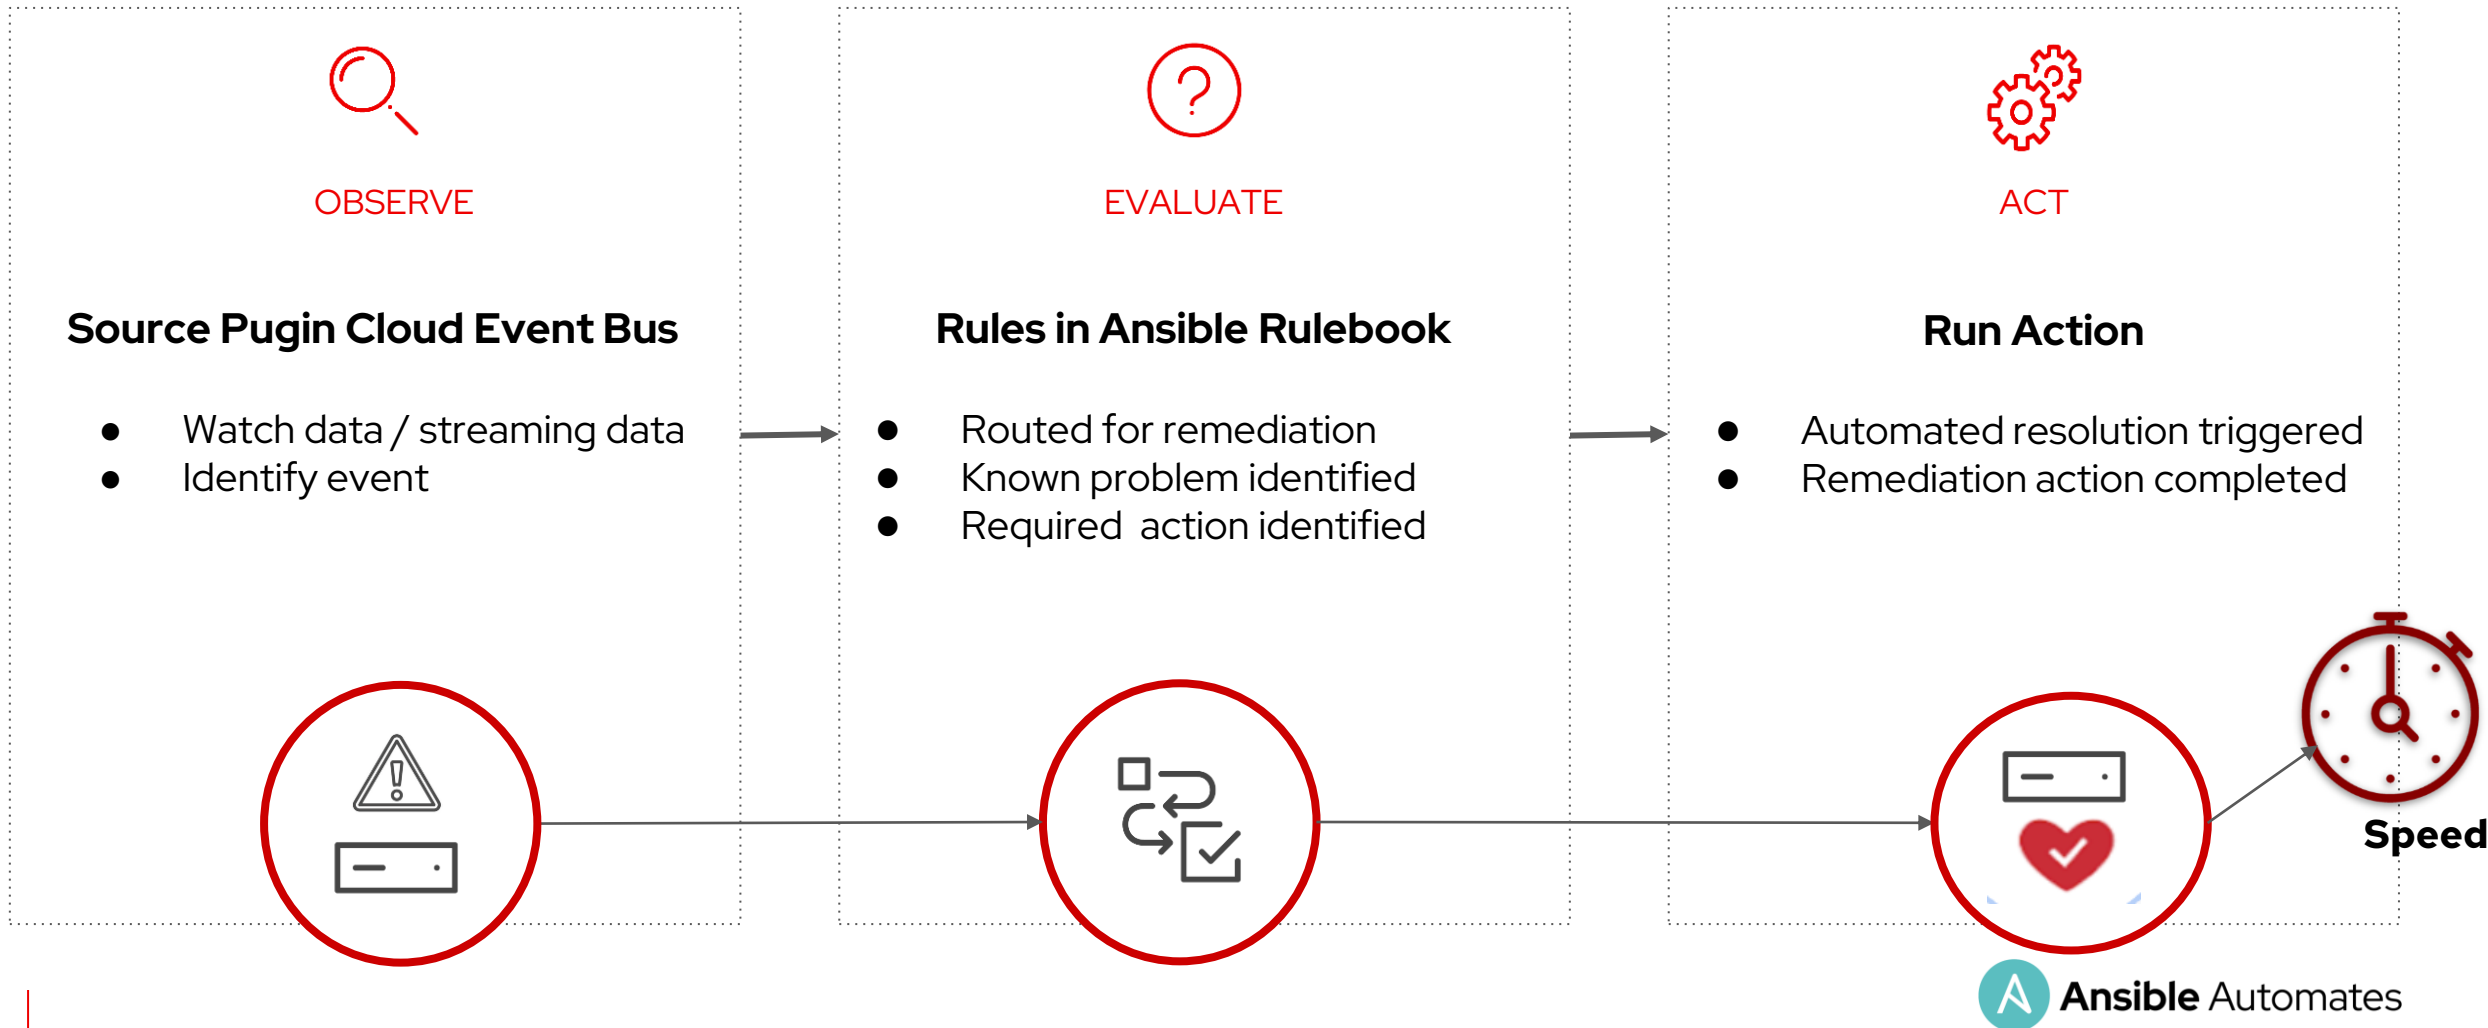 OBSERVE
Source Pugin Cloud Event Bus
● Watch data / streaming data
● Identify event
EVALUATE
Rules in Ansible Rulebook
● Routed for remediation
● Known problem identified
● Required  action identified
ACT
Run Action
● Automated resolution triggered
● Remediation action completed
Speed
Ansible Automates